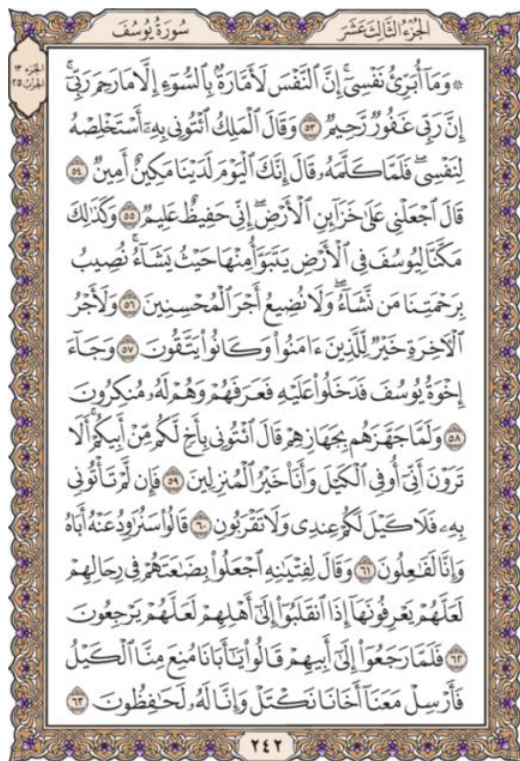 الجزء الثالث عشر
سورة يوسف
الجزء ١٣
الحزب ٢٥
۞ وَمَآ أُبَرِّئُ نَفْسِيٓۚ إِنَّ ٱلنَّفْسَ لَأَمَّارَةُۢ بِٱلسُّوٓءِ إِلَّا مَا رَحِمَ رَبِّيٓۚ
إِنَّ رَبِّي غَفُورٞ رَّحِيمٞ ٥٣ وَقَالَ ٱلْمَلِكُ ٱئْتُونِي بِهِۦٓ أَسْتَخْلِصْهُ
لِنَفْسِيۖ فَلَمَّا كَلَّمَهُۥ قَالَ إِنَّكَ ٱلْيَوْمَ لَدَيْنَا مَكِينٌ أَمِينٞ ٥٤
قَالَ ٱجْعَلْنِي عَلَىٰ خَزَآئِنِ ٱلْأَرْضِۖ إِنِّي حَفِيظٌ عَلِيمٞ ٥٥ وَكَذَٰلِكَ
مَكَّنَّا لِيُوسُفَ فِي ٱلْأَرْضِ يَتَبَوَّأُ مِنْهَا حَيْثُ يَشَآءُۚ نُصِيبُ
بِرَحْمَتِنَا مَن نَّشَآءُۖ وَلَا نُضِيعُ أَجْرَ ٱلْمُحْسِنِينَ ٥٦ وَلَأَجْرُ
ٱلْأٓخِرَةِ خَيْرٞ لِّلَّذِينَ ءَامَنُواْ وَكَانُواْ يَتَّقُونَ ٥٧ وَجَآءَ
إِخْوَةُ يُوسُفَ فَدَخَلُواْ عَلَيْهِ فَعَرَفَهُمْ وَهُمْ لَهُۥ مُنكِرُونَ
٥٨ وَلَمَّا جَهَّزَهُم بِجَهَازِهِمْ قَالَ ٱئْتُونِي بِأَخٖ لَّكُم مِّنْ أَبِيكُمْۚ أَلَا
تَرَوْنَ أَنِّيٓ أُوفِي ٱلْكَيْلَ وَأَنَا۠ خَيْرُ ٱلْمُنزِلِينَ ٥٩ فَإِن لَّمْ تَأْتُونِي
بِهِۦ فَلَا كَيْلَ لَكُمْ عِندِي وَلَا تَقْرَبُونِ ٦٠ قَالُواْ سَنُرَٰوِدُ عَنْهُ أَبَاهُ
وَإِنَّا لَفَٰعِلُونَ ٦١ وَقَالَ لِفِتْيَٰنِهِ ٱجْعَلُواْ بِضَٰعَتَهُمْ فِي رِحَالِهِمْ
لَعَلَّهُمْ يَعْرِفُونَهَآ إِذَا ٱنقَلَبُوٓاْ إِلَىٰٓ أَهْلِهِمْ لَعَلَّهُمْ يَرْجِعُونَ
٦٢ فَلَمَّا رَجَعُوٓاْ إِلَىٰٓ أَبِيهِمْ قَالُواْ يَٰٓأَبَانَا مُنِعَ مِنَّا ٱلْكَيْلُ
فَأَرْسِلْ مَعَنَآ أَخَانَا نَكْتَلْ وَإِنَّا لَهُۥ لَحَٰفِظُونَ ٦٣
٢٤٢